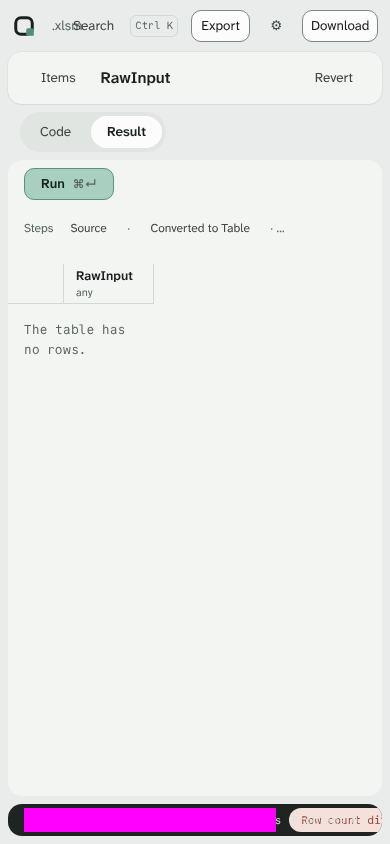 .xlsm Search Ctrl K Export Download
Items RawInput Revert
Code Result
Run ⌘↵
Steps Source · Converted to Table · …
RawInput
any
The table has
no rows.
s Row count di